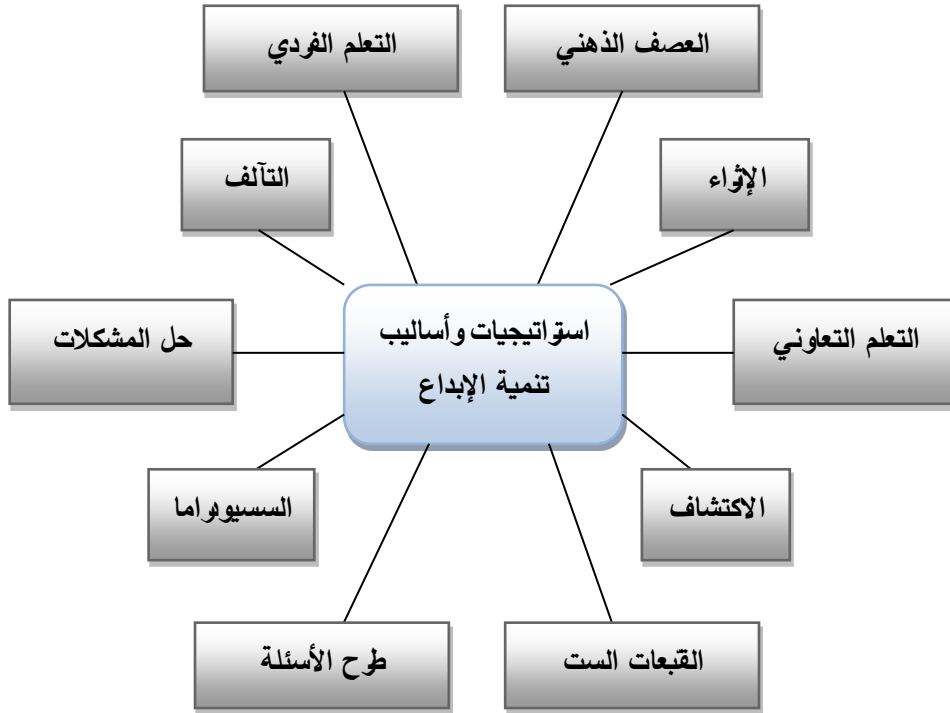 العصف الذهني
التعلم الفردي
الإثراء
التآلف
استراتيجيات وأساليب
تنمية الإبداع
التعلم التعاوني
حل المشكلات
الاكتشاف
السسيودراما
القبعات الست
طرح الأسئلة